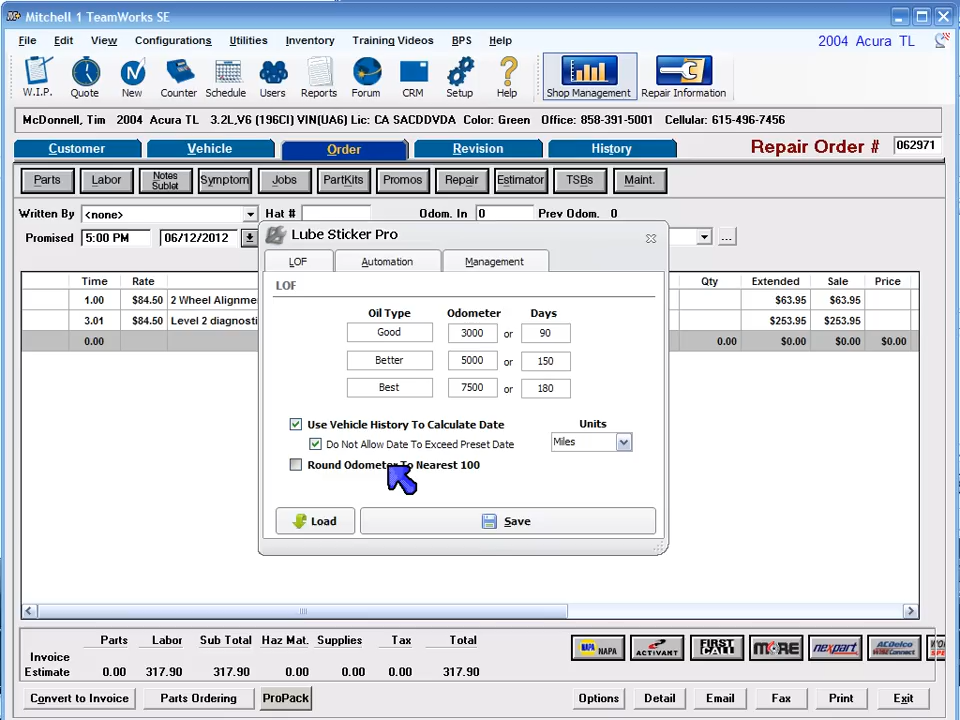 Mitchell 1 TeamWorks SE
File Edit View Configurations Utilities Inventory Training Videos BPS Help 2004 Acura TL
W.I.P. Quote New Counter Schedule Users Reports Forum CRM Setup Help Shop Management Repair Information
McDonnell, Tim 2004 Acura TL 3.2L,V6 (196CI) VIN(UA6) Lic: CA SACDDVDA Color: Green Office: 858-391-5001 Cellular: 615-496-7456
Customer Vehicle Order Revision History Repair Order # 062971
Parts Labor Notes Sublet Symptom Jobs PartKits Promos Repair Estimator TSBs Maint.
Written By <none> Hat # Odom. In 0 Prev Odom. 0
Promised 5:00 PM 06/12/2012 ...
Lube Sticker Pro
LOF Automation Management
LOF
Oil Type Odometer Days
Good 3000 or 90
Better 5000 or 150
Best 7500 or 180
Use Vehicle History To Calculate Date Units
Do Not Allow Date To Exceed Preset Date Miles
Round Odometer To Nearest 100
Load Save
Time Rate Qty Extended Sale Price
1.00 $84.50 2 Wheel Alignme $63.95 $63.95
3.01 $84.50 Level 2 diagnosti $253.95 $253.95
0.00 0.00 $0.00 $0.00 $0.00
Parts Labor Sub Total Haz Mat. Supplies Tax Total
Invoice
Estimate 0.00 317.90 317.90 0.00 0.00 0.00 317.90
NAPA ACTIVANT FIRST CALL MORE nexpart ACDelco Connect
Convert to Invoice Parts Ordering ProPack Options Detail Email Fax Print Exit